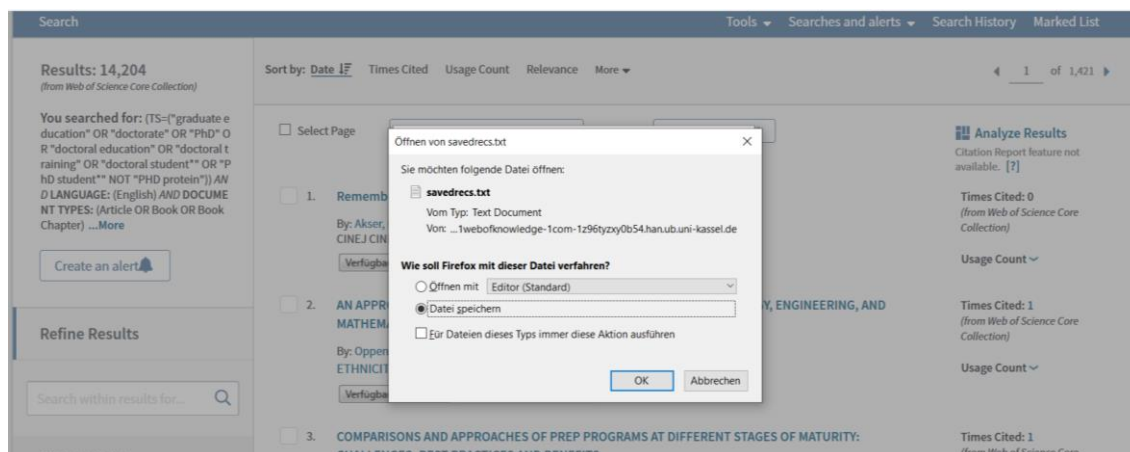 Search
Tools Searches and alerts Search History Marked List
Results: 14,204
(from Web of Science Core Collection)
You searched for: (TS=("graduate e
ducation" OR "doctorate" OR "PhD" O
R "doctoral education" OR "doctoral t
raining" OR "doctoral student*" OR "P
hD student*" NOT "PHD protein")) AN
D LANGUAGE: (English) AND DOCUME
NT TYPES: (Article OR Book OR Book
Chapter) ...More
Create an alert
Refine Results
Search within results for...
Sort by: Date Times Cited Usage Count Relevance More
1 of 1,421
Select Page
Öffnen von savedrecs.txt
Sie möchten folgende Datei öffnen:
savedrecs.txt
Vom Typ: Text Document
Von: ...1webofknowledge-1com-1z96tyzxy0b54.han.ub.uni-kassel.de
Wie soll Firefox mit dieser Datei verfahren?
Öffnen mit Editor (Standard)
Datei speichern
Für Dateien dieses Typs immer diese Aktion ausführen
OK Abbrechen
1. Rememb
By: Akser,
CINEJ CIN
Verfügba
2. AN APPR Y, ENGINEERING, AND
MATHEM
By: Oppen
ETHNICIT
Verfügba
3. COMPARISONS AND APPROACHES OF PREP PROGRAMS AT DIFFERENT STAGES OF MATURITY:
Analyze Results
Citation Report feature not
available. [?]
Times Cited: 0
(from Web of Science Core
Collection)
Usage Count
Times Cited: 1
(from Web of Science Core
Collection)
Usage Count
Times Cited: 1